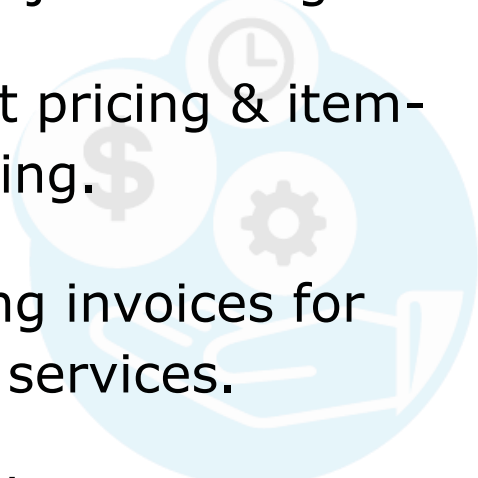 t pricing & item-
ing.
ng invoices for
services.